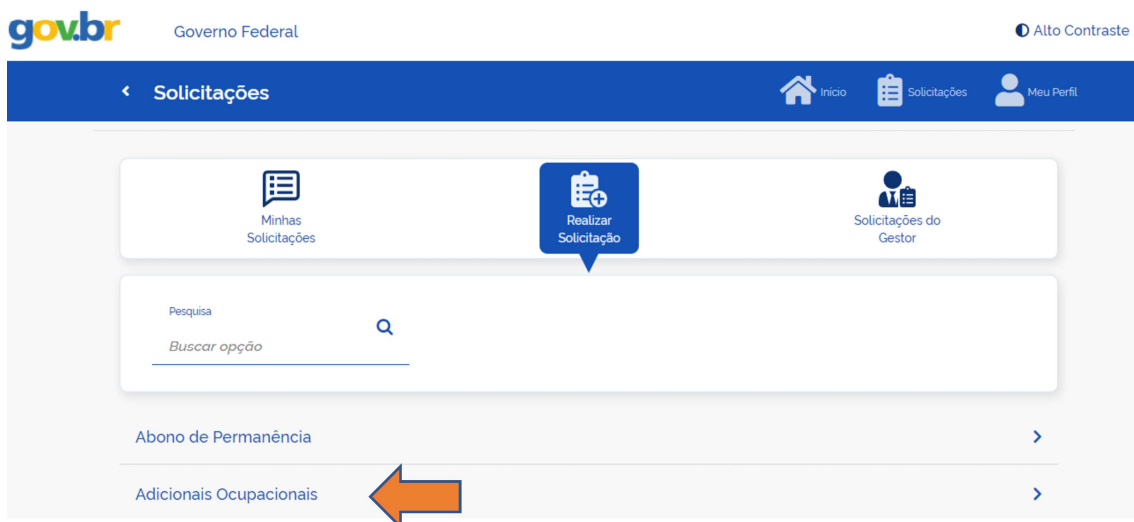 gov.br Governo Federal Alto Contraste
Solicitações Início Solicitações Meu Perfil
Minhas
Solicitações
Realizar
Solicitação
Solicitações do
Gestor
Pesquisa
Buscar opção
Abono de Permanência
Adicionais Ocupacionais